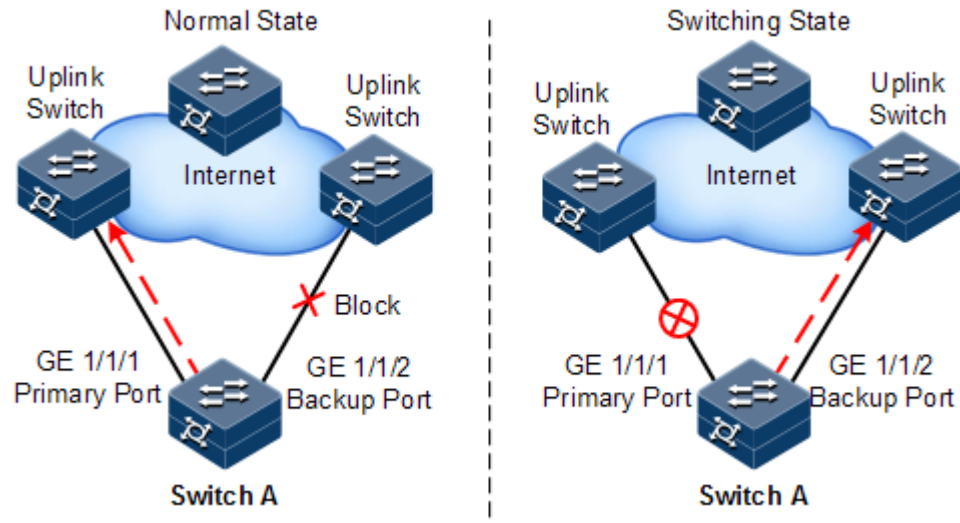 Normal State
Uplink
Switch
Uplink
Switch
Internet
Block
GE 1/1/1
Primary Port
GE 1/1/2
Backup Port
Switch A
Switching State
Uplink
Switch
Uplink
Switch
Internet
GE 1/1/1
Primary Port
GE 1/1/2
Backup Port
Switch A